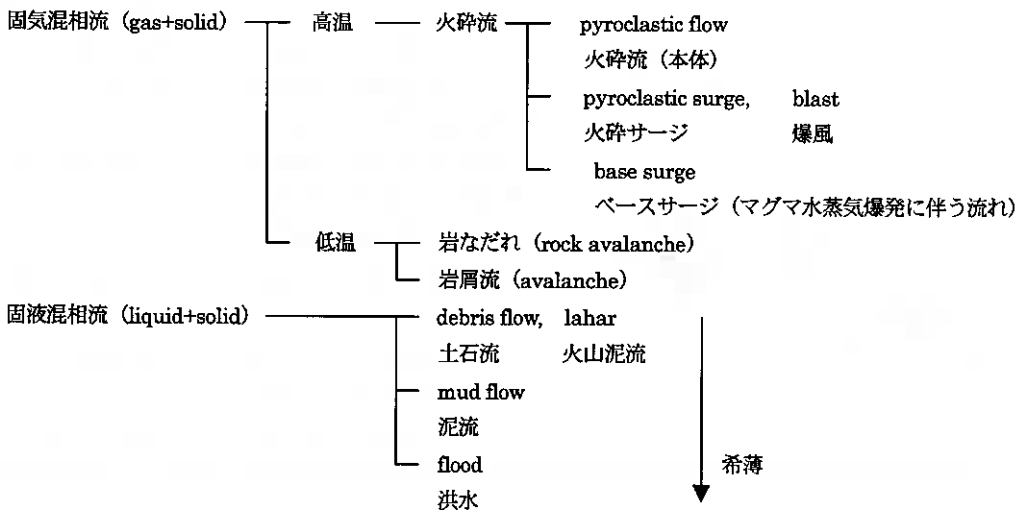 固気混相流 (gas+solid) 高温 火砕流 pyroclastic flow
火砕流（本体）
pyroclastic surge, blast
火砕サージ 爆風
base surge
ベースサージ（マグマ水蒸気爆発に伴う流れ）
低温 岩なだれ (rock avalanche)
岩屑流 (avalanche)
固液混相流 (liquid+solid) debris flow, lahar
土石流 火山泥流
mud flow
泥流
flood 希薄
洪水